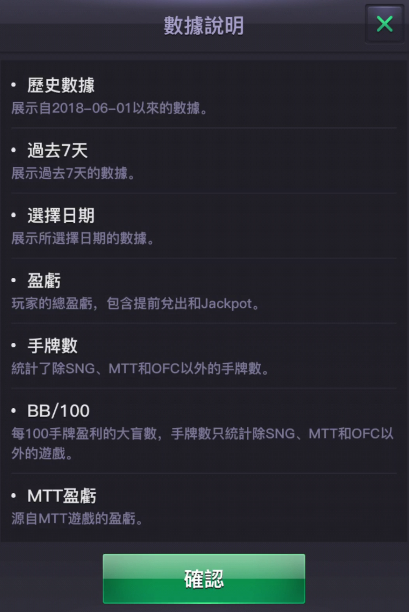 數據說明
• 歷史數據
展示自2018-06-01以來的數據。
• 過去7天
展示過去7天的數據。
• 選擇日期
展示所選擇日期的數據。
• 盈虧
玩家的總盈虧，包含提前兌出和Jackpot。
• 手牌數
統計了除SNG、MTT和OFC以外的手牌數。
• BB/100
每100手牌盈利的大盲數，手牌數只統計除SNG、MTT和OFC以
外的遊戲。
• MTT盈虧
源自MTT遊戲的盈虧。
確認